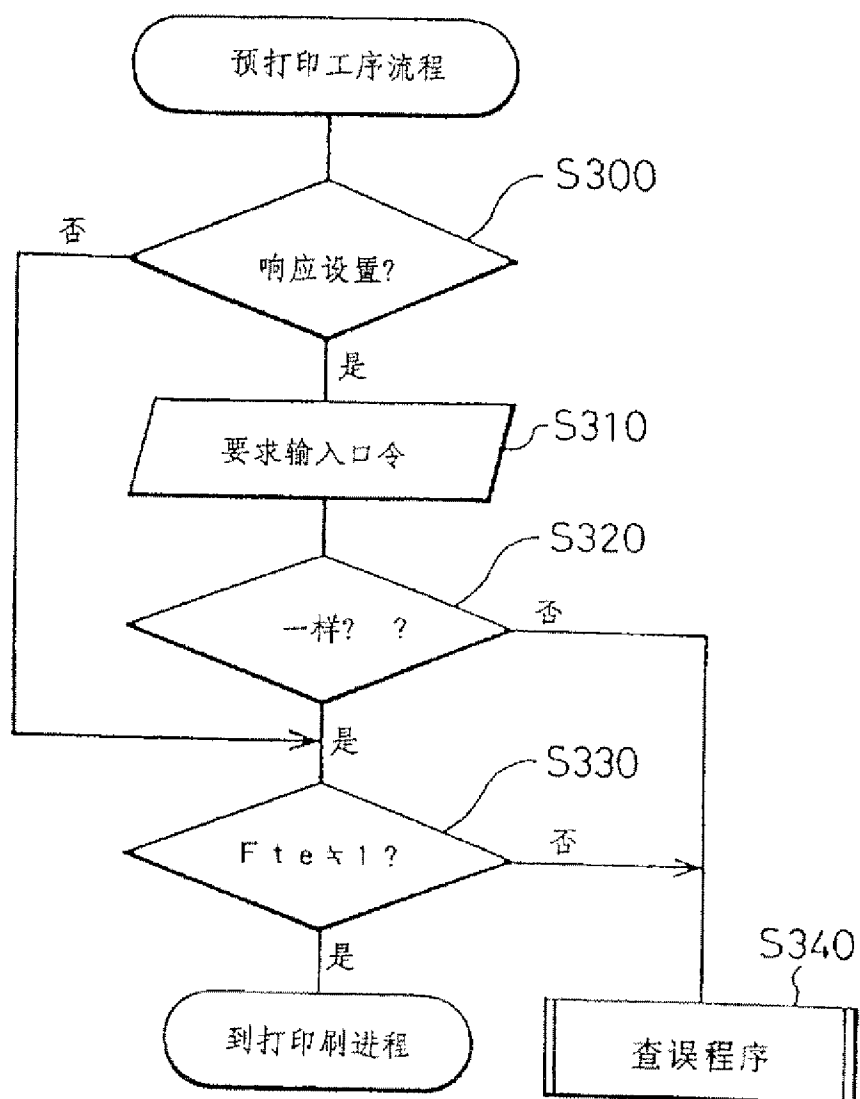 预打印工序流程
S300
否
响应设置?
是
要求输入口令
S310
S320
一样? ?
否
是
S330
Fte≒1?
否
是
S340
到打印刷进程
查误程序